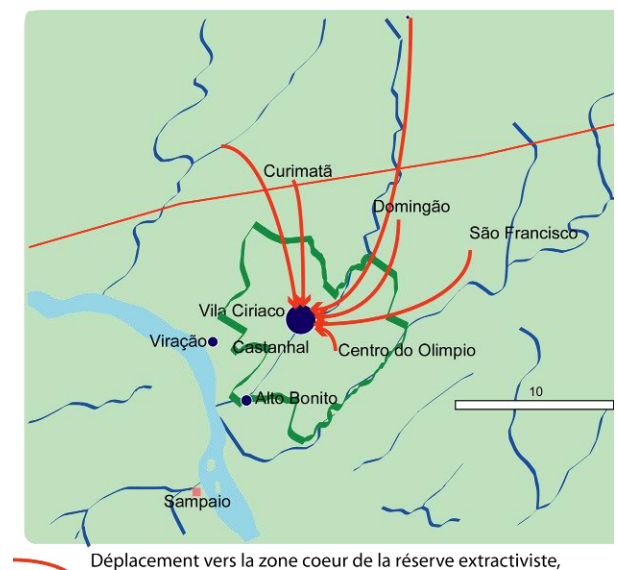 Curimatã
Domingão
São Francisco
Vila Ciriaco
Viração
Castanhal
Centro do Olimpio
10
Alto Bonito
Sampaio
Déplacement vers la zone coeur de la réserve extractiviste,